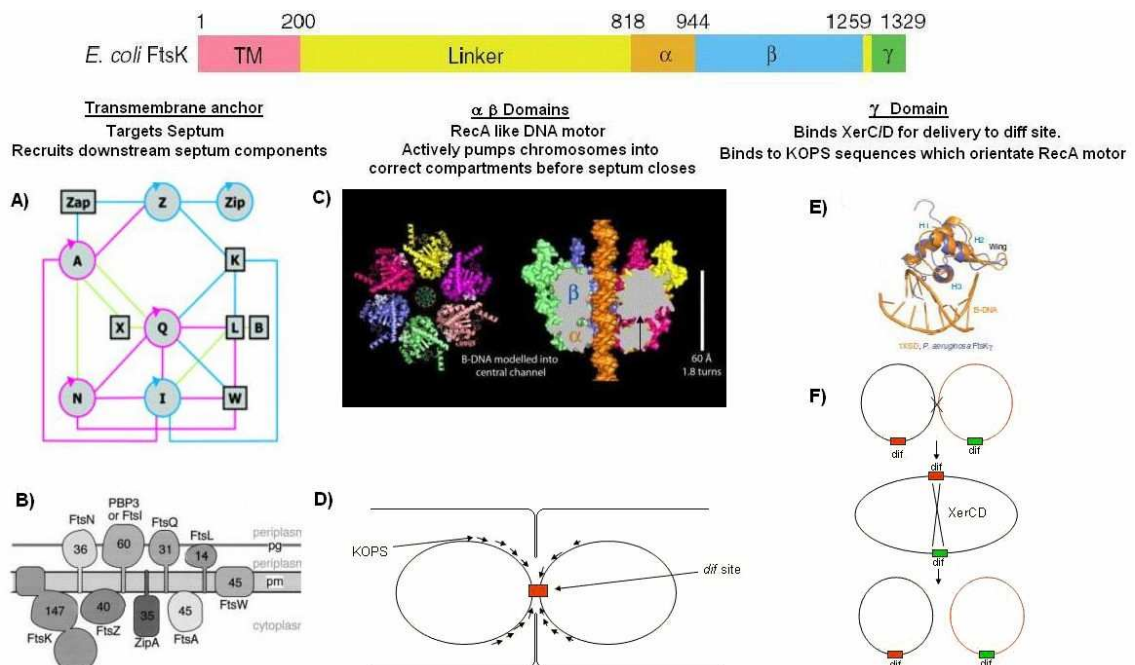 1 200 818 944 1259 1329
E. coli FtsK TM Linker α β γ
Transmembrane anchor
Targets Septum
Recruits downstream septum components
α β Domains
RecA like DNA motor
Actively pumps chromosomes into
correct compartments before septum closes
γ Domain
Binds XerC/D for delivery to diff site.
Binds to KOPS sequences which orientate RecA motor
A)
Zap Z Zip
A K
X Q L B
N I W
B)
PBP3
or FtsI
FtsN FtsQ
FtsL
periplasm
36 60 31 14
pg
periplasm
pm
45
FtsW
147 40 35 45
cytoplasm
FtsK FtsZ ZipA FtsA
C)
β
α
B-DNA modelled into
central channel
60 Å
1.8 turns
D)
KOPS
dif site
E)
H1 H2 Wing
H3
B-DNA
1XSD, P. aeruginosa FtsKγ
F)
dif dif
dif
XerCD
dif
dif dif